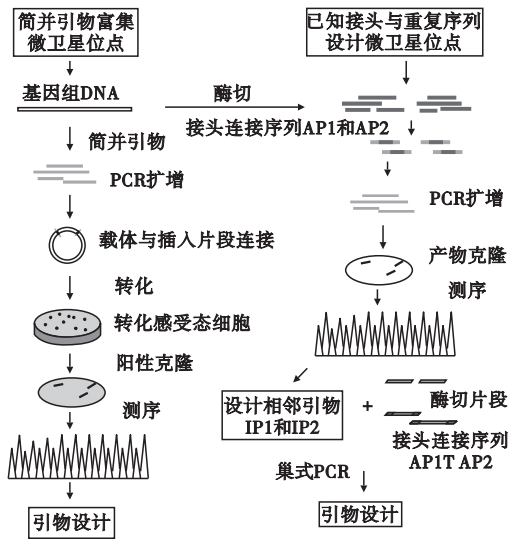 简并引物富集
微卫星位点
基因组DNA
简并引物
PCR扩增
载体与插入片段连接
转化
转化感受态细胞
阳性克隆
测序
引物设计
已知接头与重复序列
设计微卫星位点
酶切
接头连接序列AP1和AP2
PCR扩增
产物克隆
测序
设计相邻引物
IP1和IP2
+
酶切片段
接头连接序列
AP1T AP2
巢式PCR
引物设计